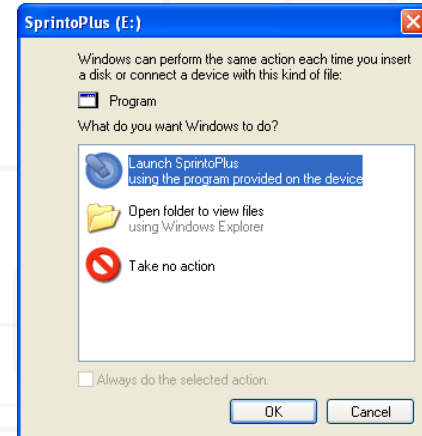 SprintoPlus (E:)
Windows can perform the same action each time you insert
a disk or connect a device with this kind of file:
Program
What do you want Windows to do?
Launch SprintoPlus
using the program provided on the device
Open folder to view files
using Windows Explorer
Take no action
Always do the selected action.
OK
Cancel